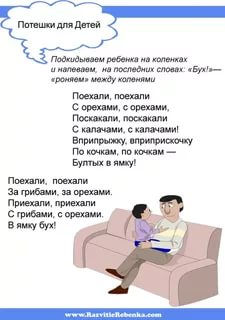 Потешки для Детей
Подкидываем ребенка на коленках
и напеваем, на последних словах: «Бух!»—
«роняем» между коленями
Поехали, поехали
С орехами, с орехами,
Поскакали, поскакали
С калачами, с калачами!
Вприпрыжку, вприприскочку
По кочкам, по кочкам —
Бултых в ямку!
Поехали, поехали
За грибами, за орехами.
Приехали, приехали
С грибами, с орехами.
В ямку бух!
www.RazvitieRebenka.com